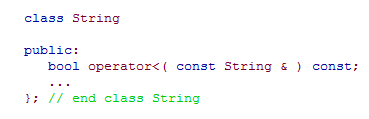 class String
public:
bool operator<( const String & ) const;
...
}; // end class String